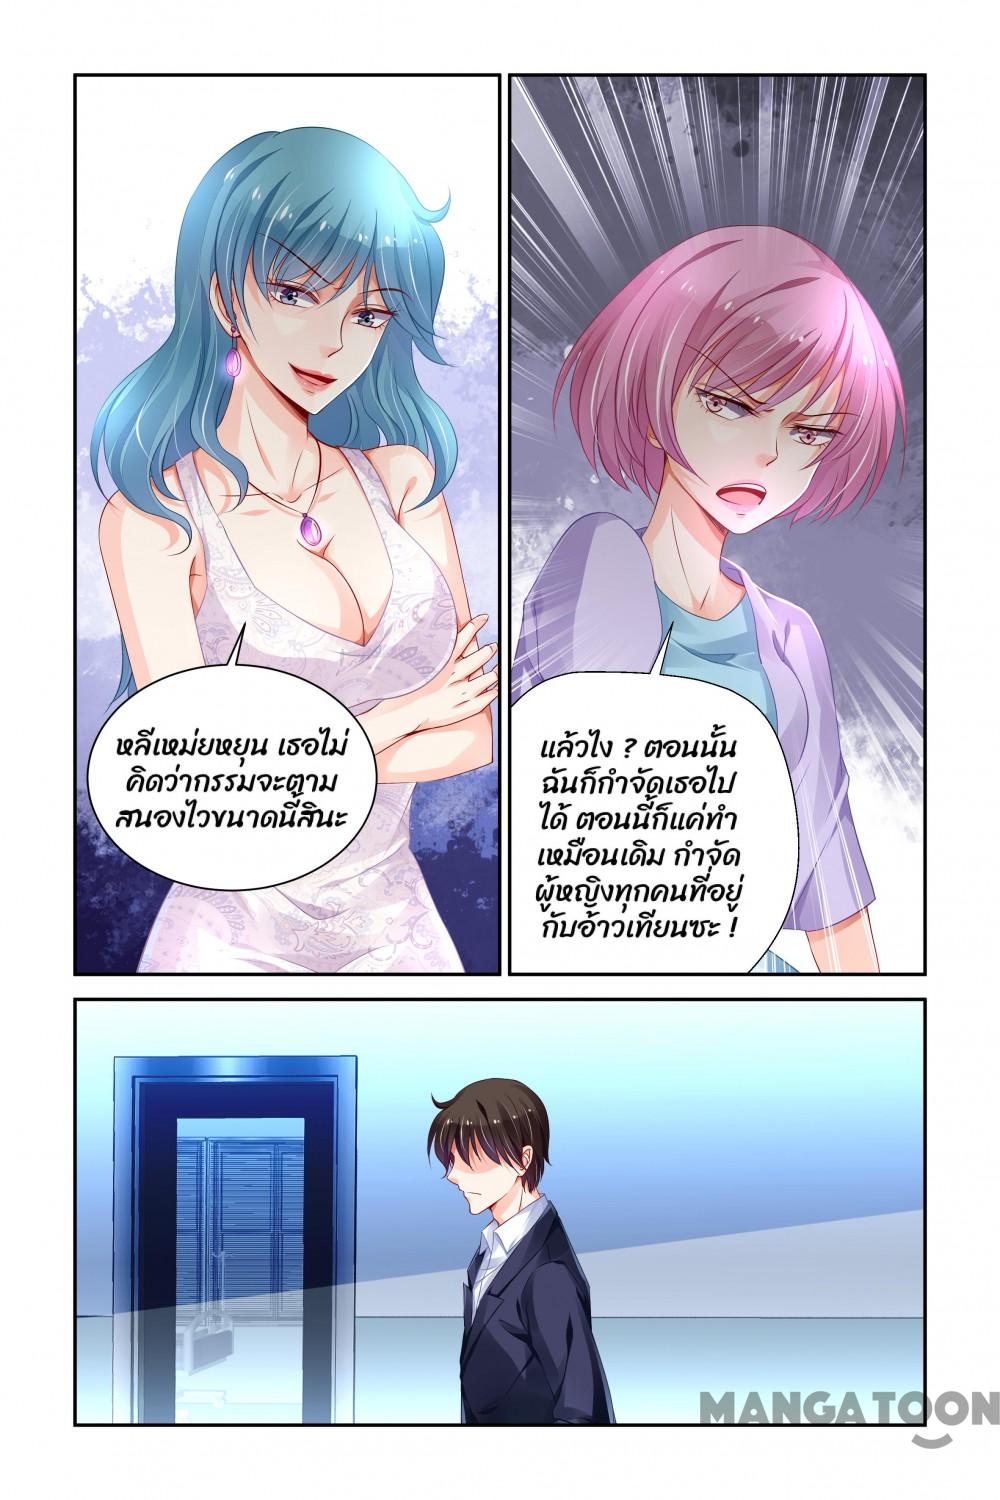 หลีเหม่ยหยุน เธอไม่
คิดว่ากรรมจะตาม
สนองไวขนาดนี้สินะ
แล้วไง ? ตอนนั้น
ฉันก็กำจัดเธอไป
ได้ ตอนนี้ก็แค่ทำ
เหมือนเดิม กำจัด
ผู้หญิงทุกคนที่อยู่
กับอ้าวเทียนซะ !
MANGATOON